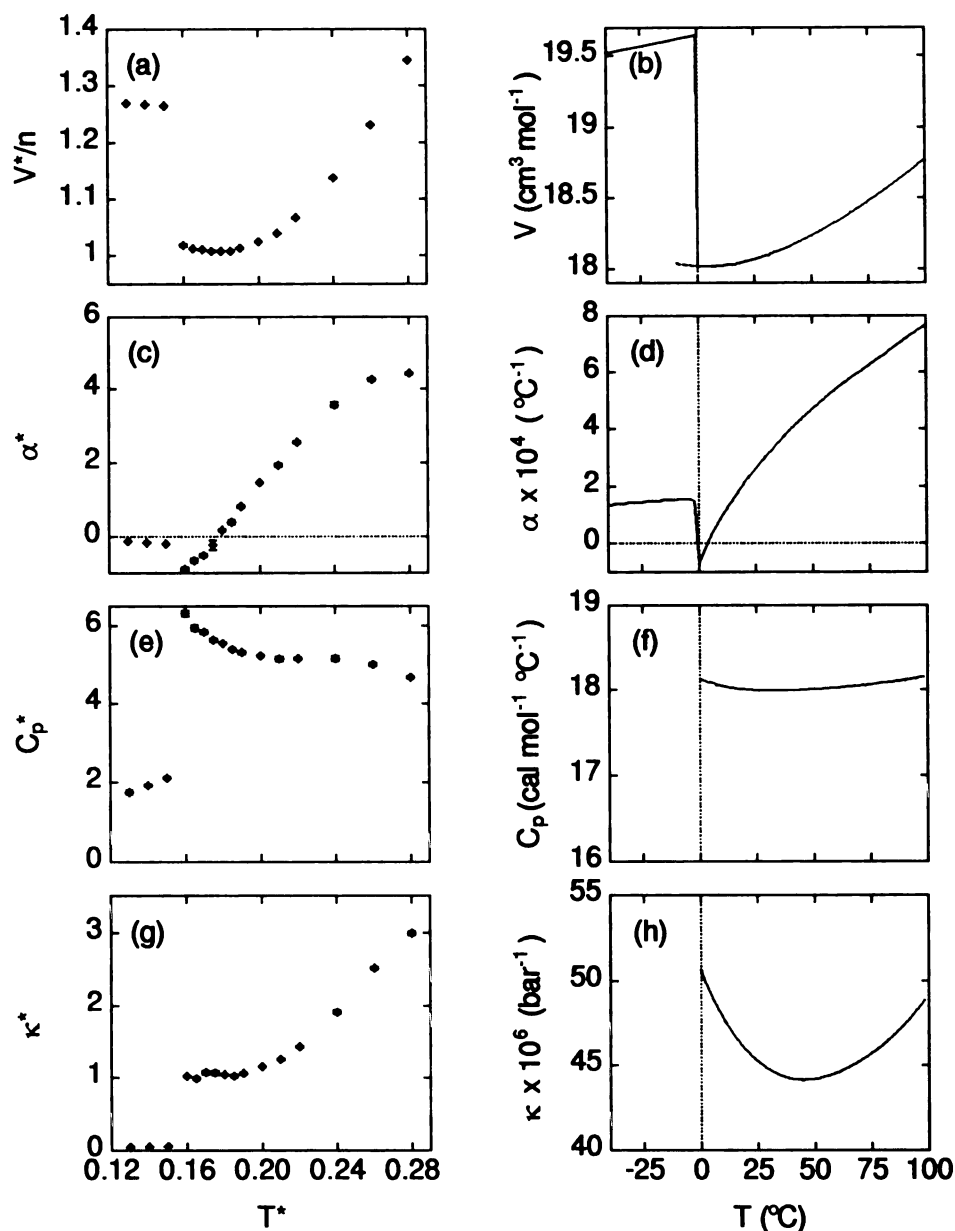 (a)
V*/n
1.4
1.3
1.2
1.1
1
(b)
V (cm³ mol⁻¹)
19.5
19
18.5
18
(c)
α*
6
4
2
0
(d)
α x 10⁴ (°C⁻¹)
8
6
4
2
0
(e)
Cp*
6
4
2
0
(f)
Cp (cal mol⁻¹ °C⁻¹)
19
18
17
16
(g)
κ*
3
2
1
0
0.12 0.16 0.20 0.24 0.28
T*
(h)
κ x 10⁶ (bar⁻¹)
55
50
45
40
-25 0 25 50 75 100
T (°C)